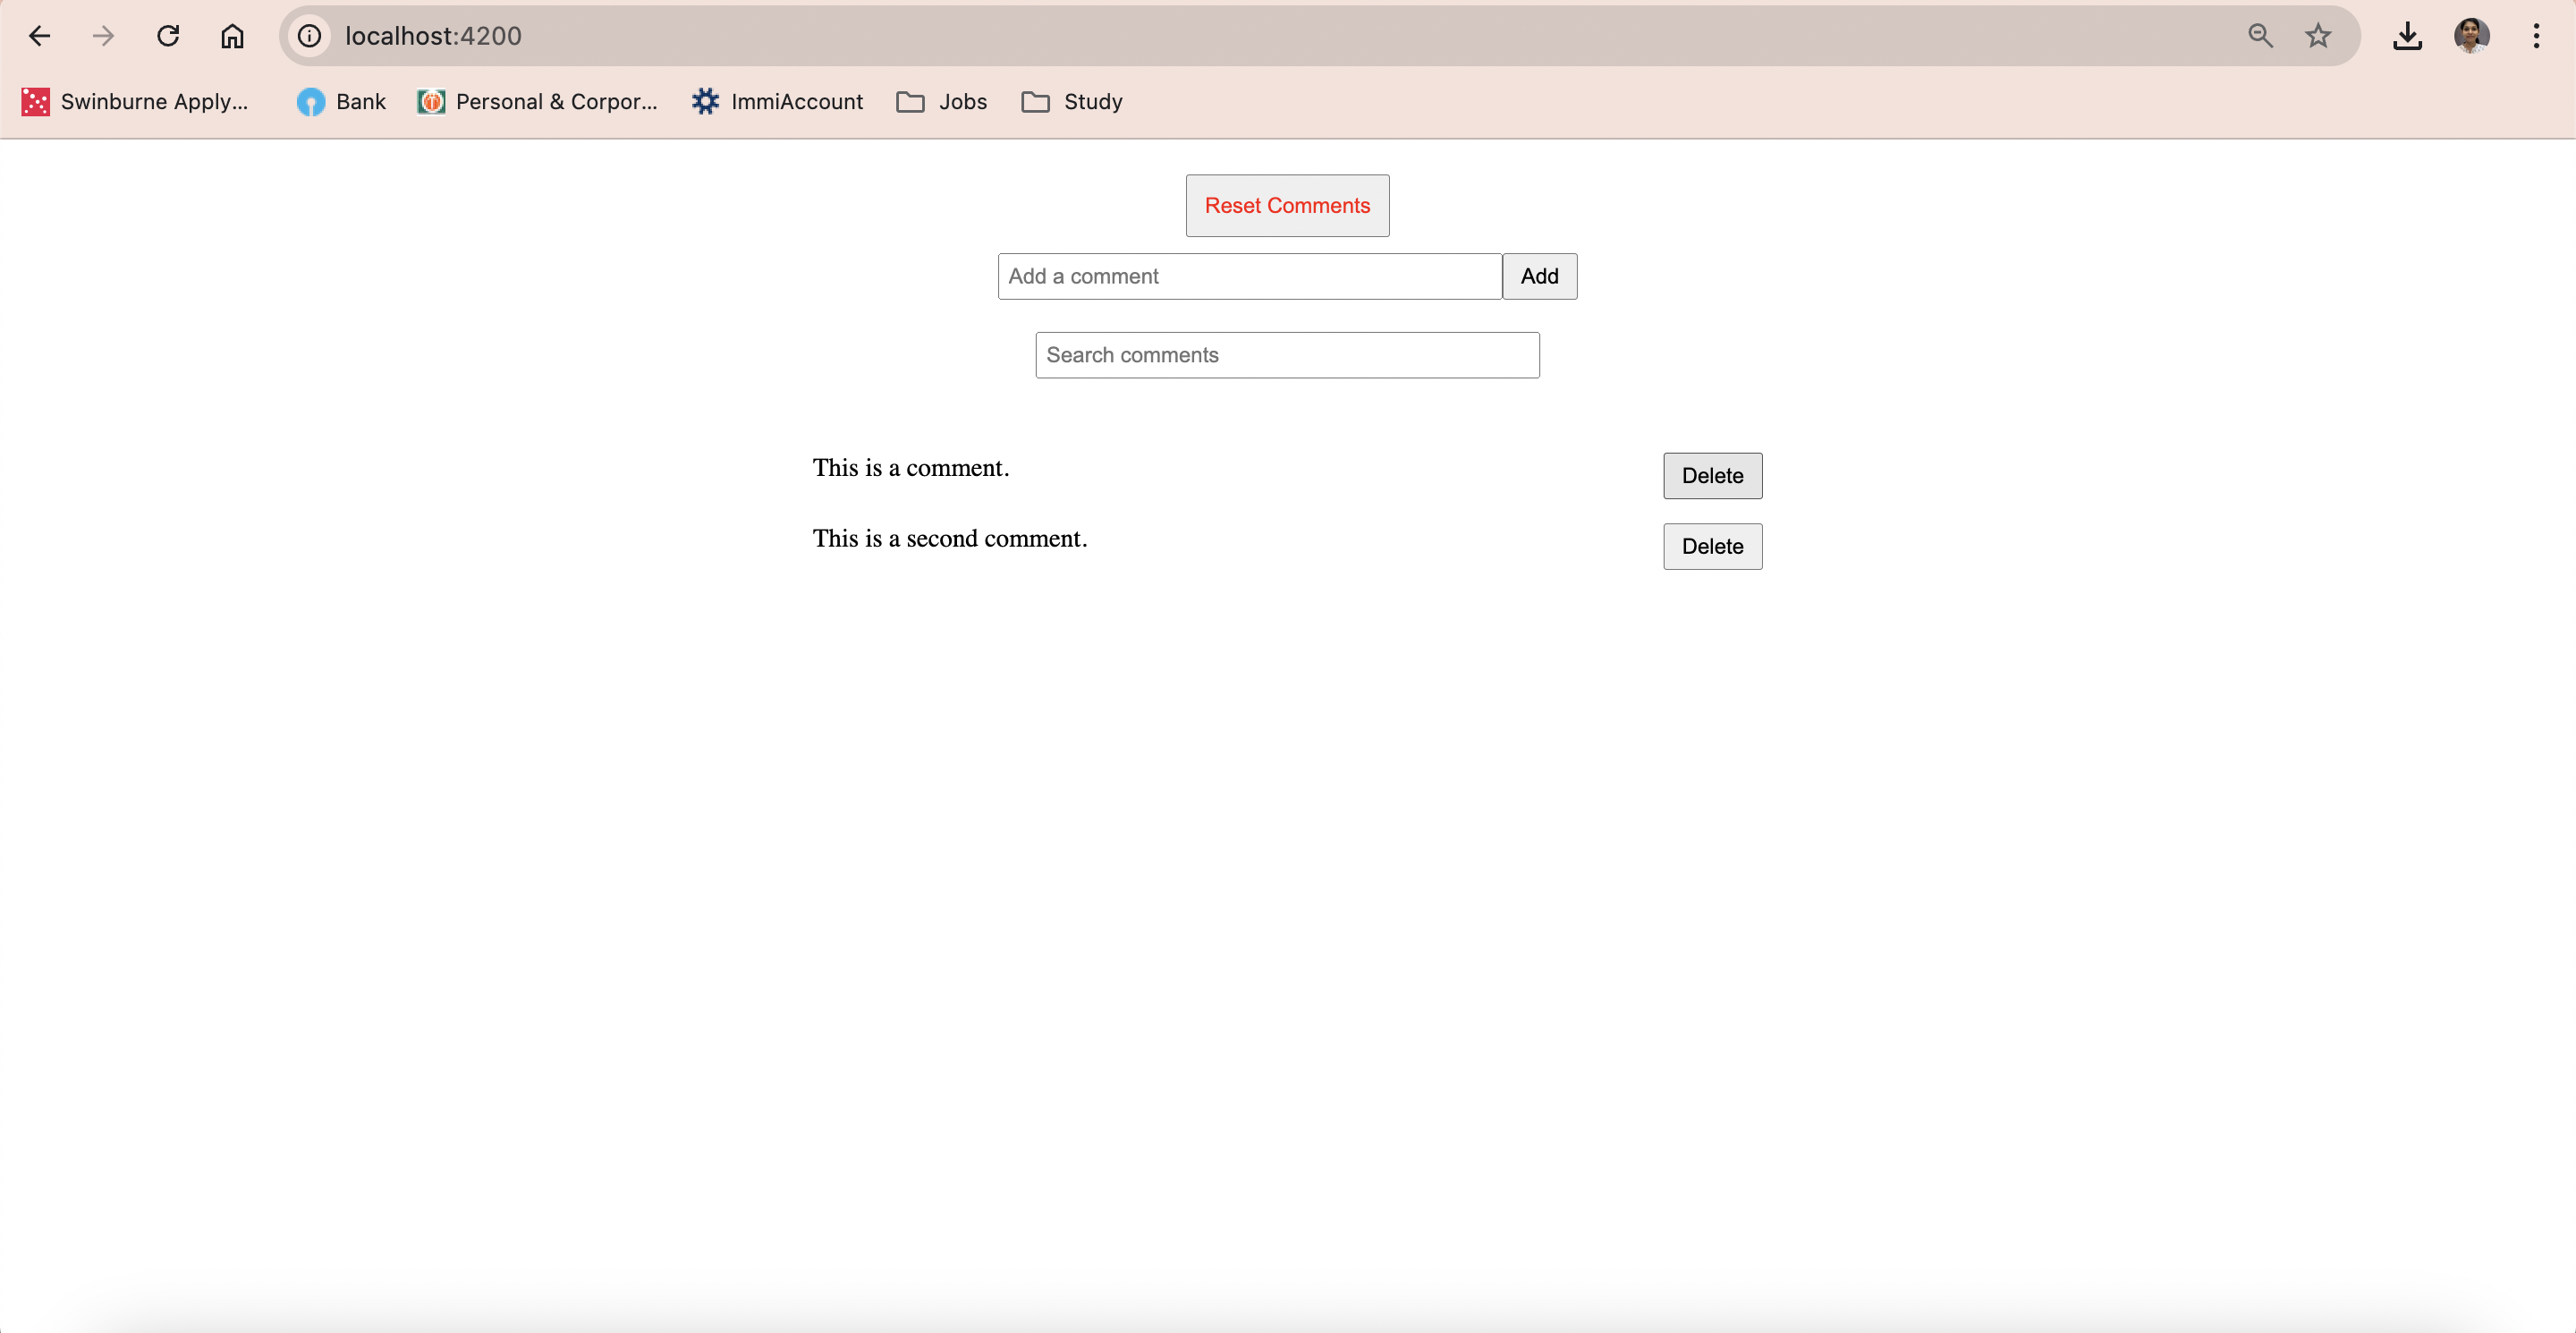 localhost:4200
Swinburne Apply... Bank Personal & Corpor... ImmiAccount Jobs Study
Reset Comments
Add a comment Add
Search comments
This is a comment. Delete
This is a second comment. Delete